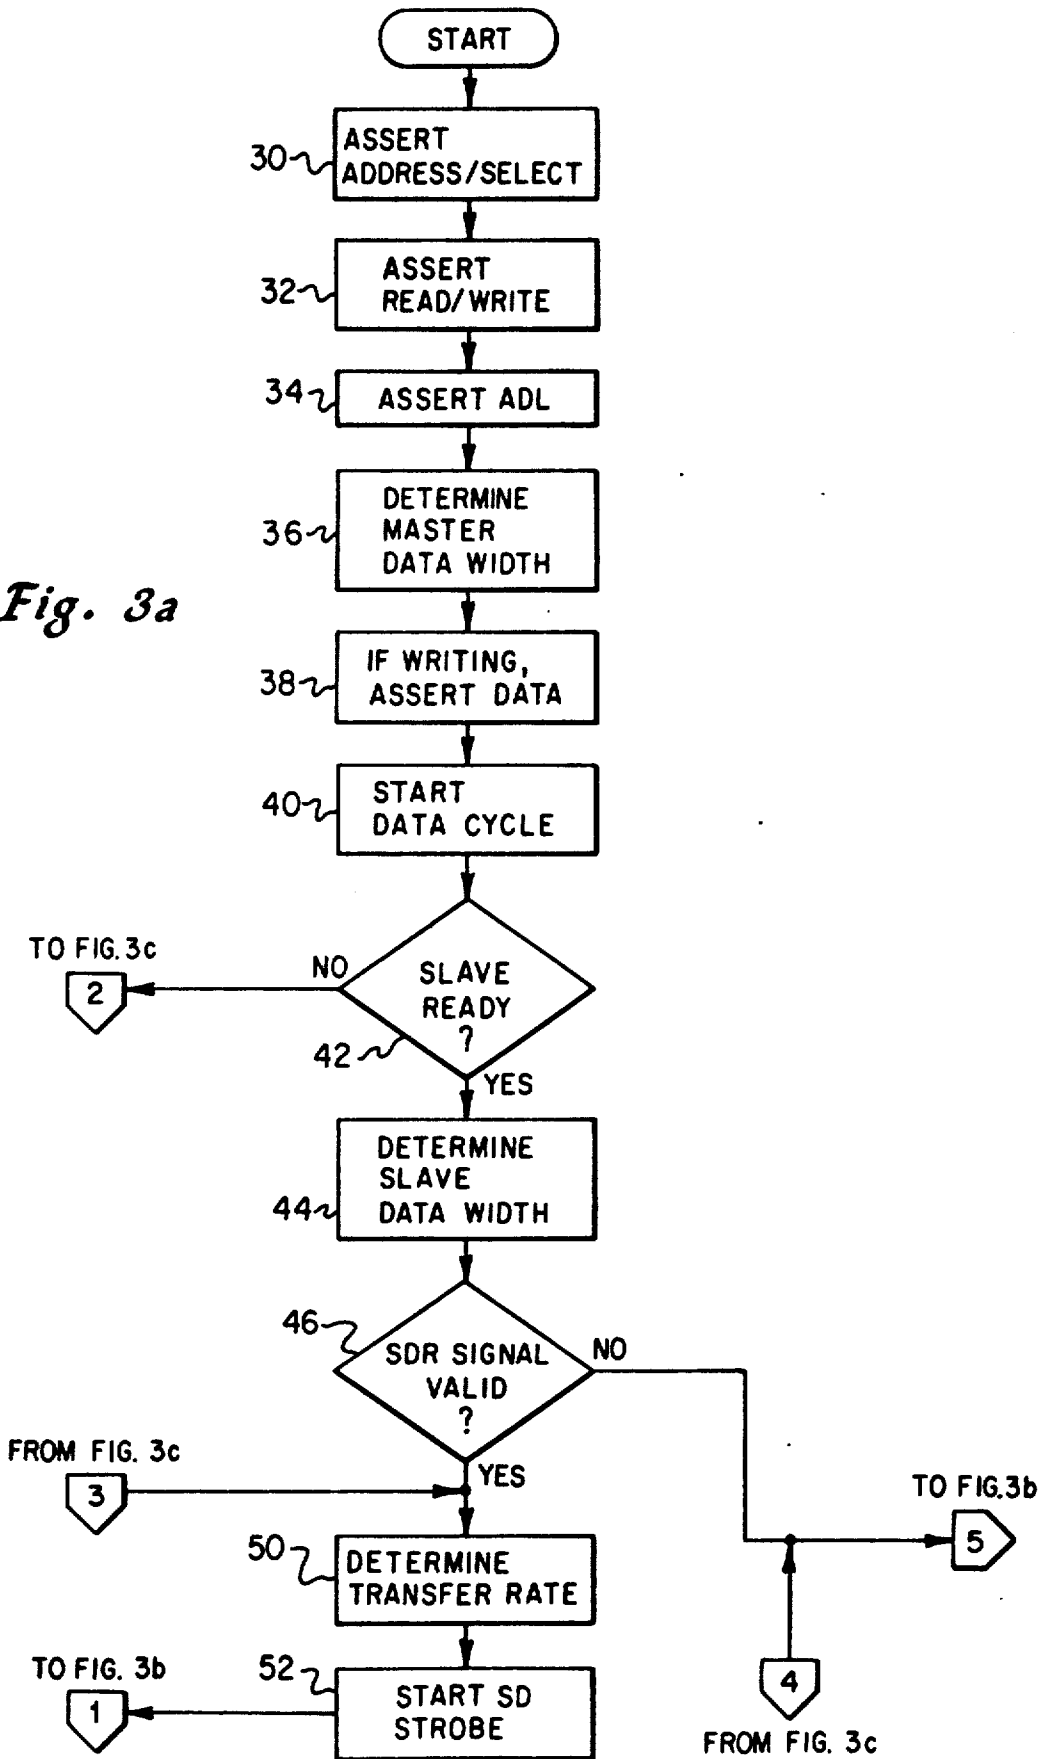 START
30
ASSERT
ADDRESS/SELECT
32
ASSERT
READ/WRITE
34
ASSERT ADL
36
DETERMINE
MASTER
DATA WIDTH
Fig. 3a
38
IF WRITING,
ASSERT DATA
40
START
DATA CYCLE
TO FIG. 3c
2
NO
SLAVE
READY
?
42
YES
44
DETERMINE
SLAVE
DATA WIDTH
46
SDR SIGNAL
VALID
?
NO
FROM FIG. 3c
3
YES
TO FIG. 3b
5
50
DETERMINE
TRANSFER RATE
TO FIG. 3b
1
52
START SD
STROBE
4
FROM FIG. 3c